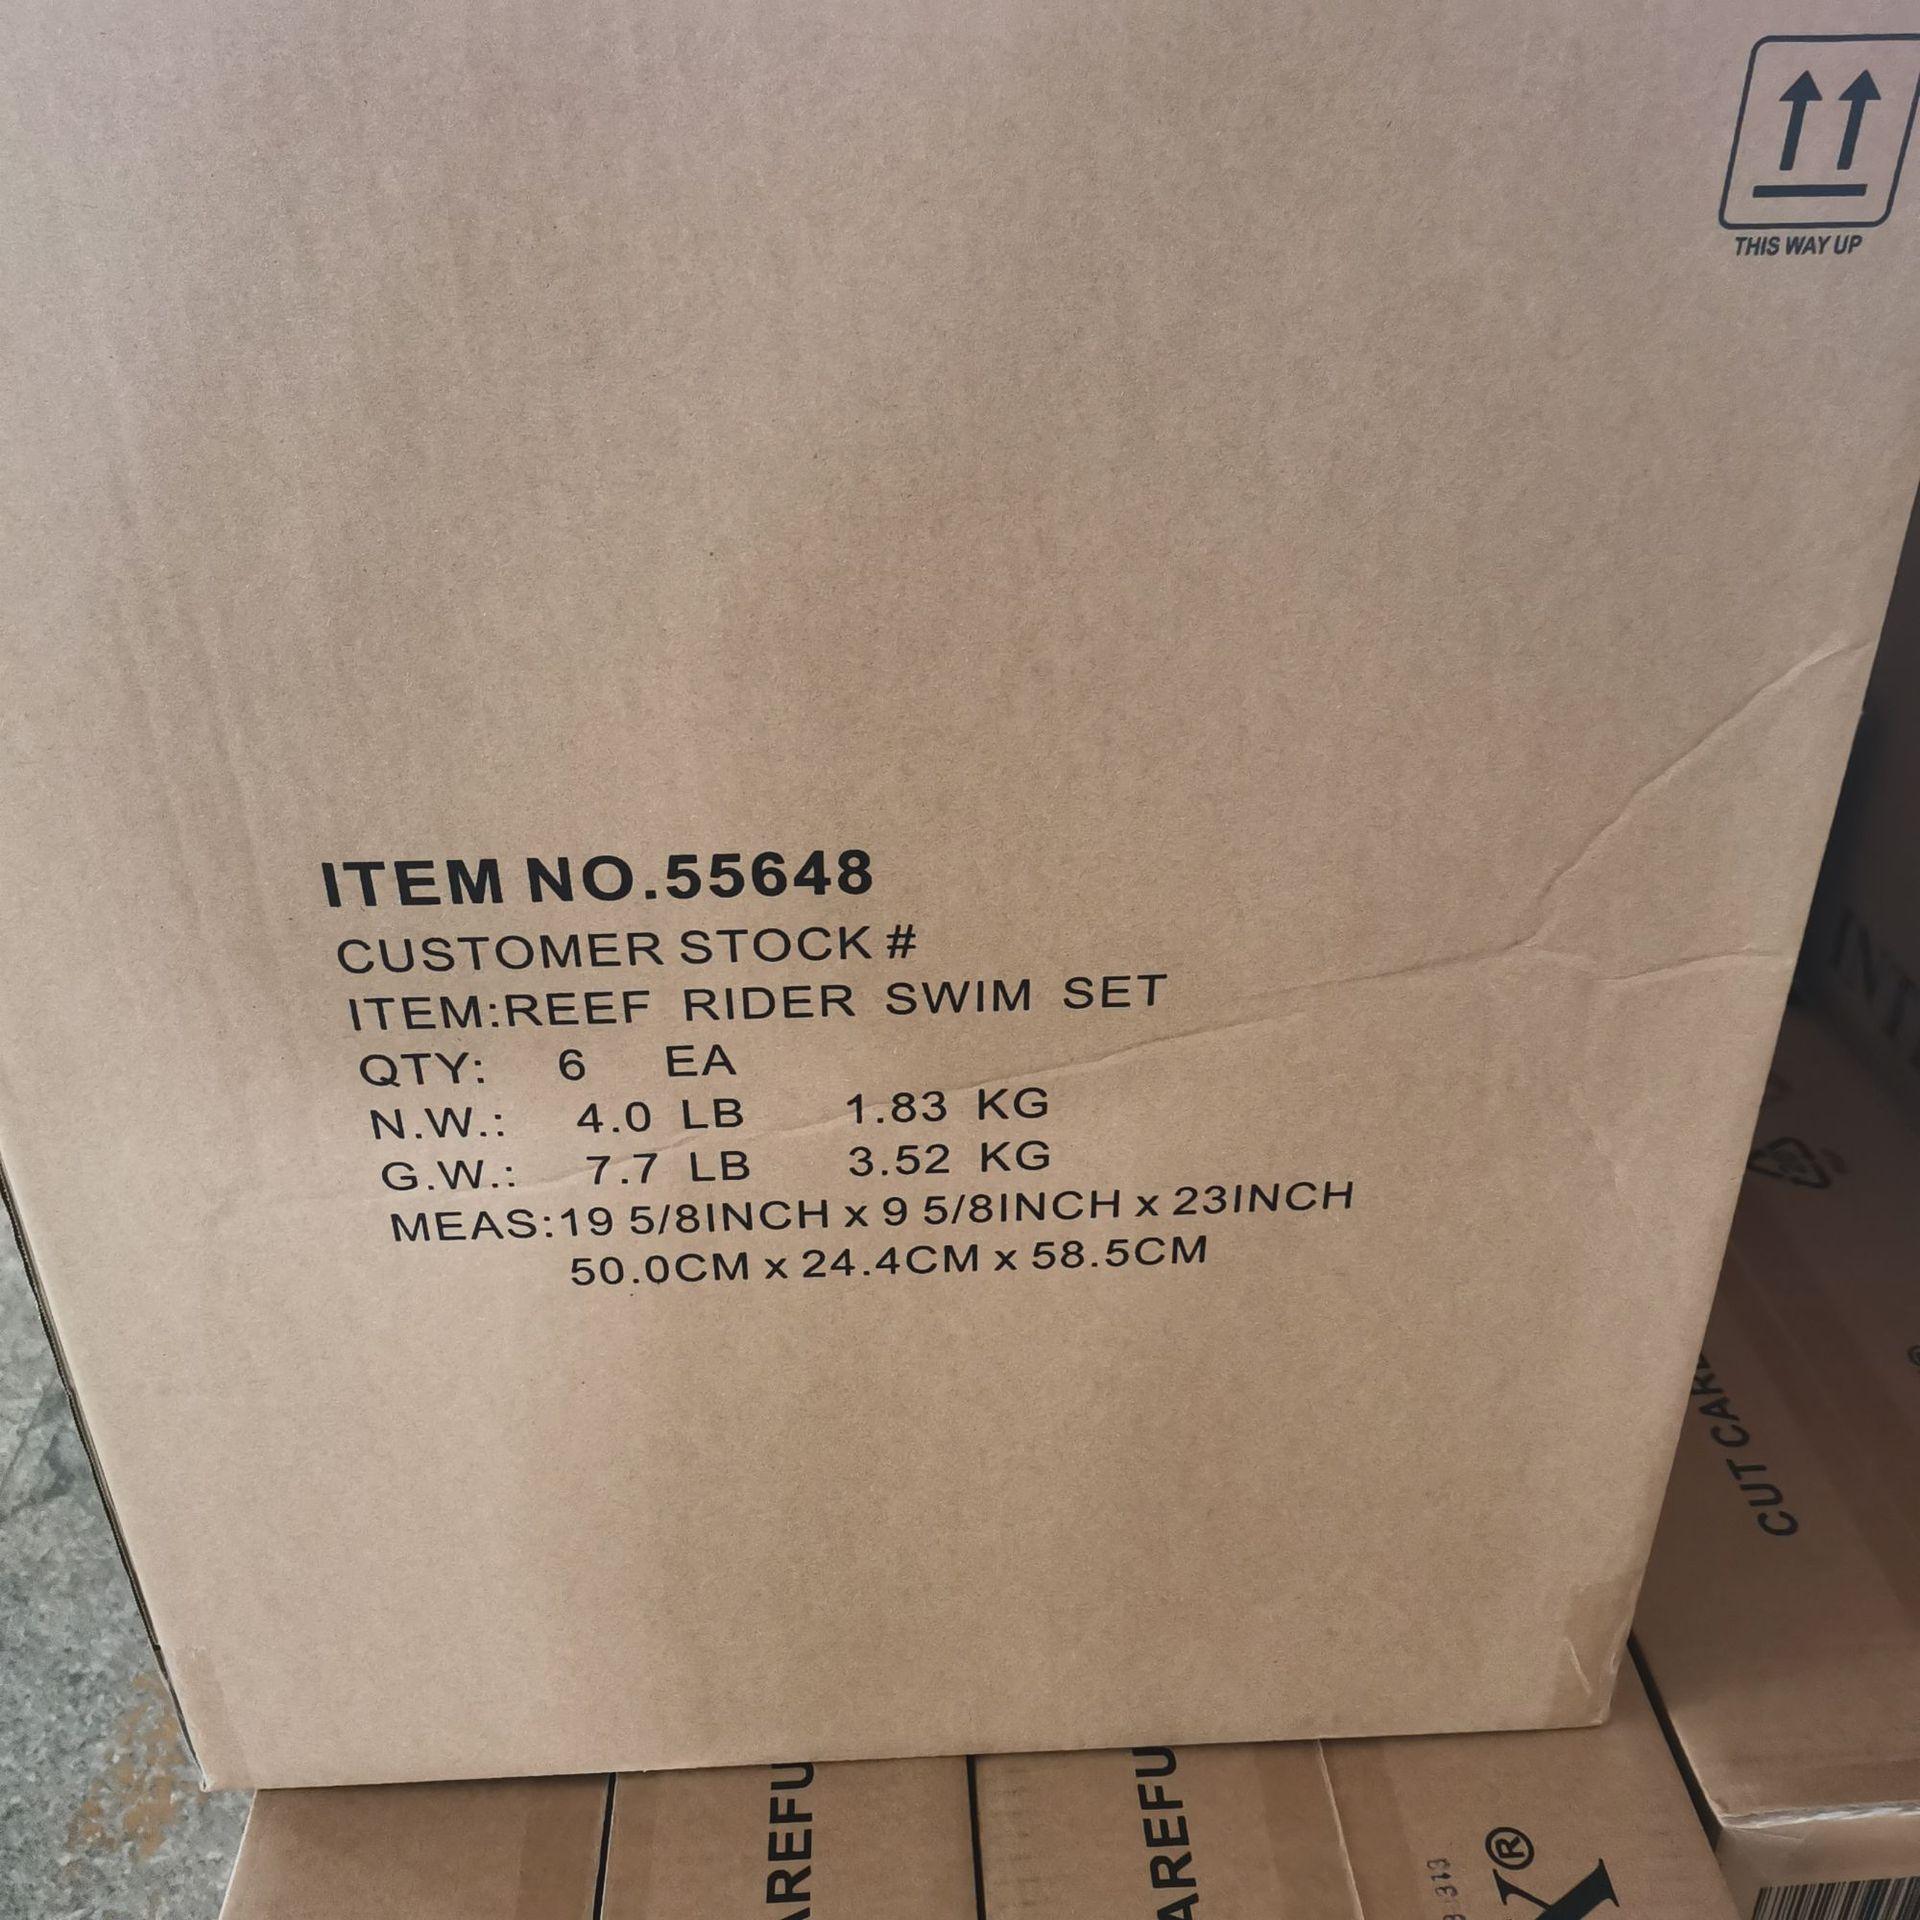 THIS WAY UP
ITEM NO.55648
CUSTOMER STOCK #
ITEM:REEF RIDER SWIM SET
QTY: 6 EA
N.W.: 4.0 LB 1.83 KG
G.W.: 7.7 LB 3.52 KG
MEAS:19 5/8INCH x 9 5/8INCH x 23INCH
50.0CM x 24.4CM x 58.5CM
CUT
X®